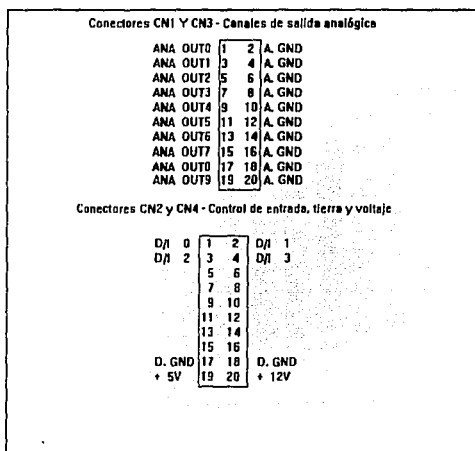 Conectores CN1 Y CN3 - Canales de salida analógica
ANA OUT0 1 2 A. GND
ANA OUT1 3 4 A. GND
ANA OUT2 5 6 A. GND
ANA OUT3 7 8 A. GND
ANA OUT4 9 10 A. GND
ANA OUT5 11 12 A. GND
ANA OUT6 13 14 A. GND
ANA OUT7 15 16 A. GND
ANA OUT0 17 18 A. GND
ANA OUT9 19 20 A. GND
Conectores CN2 y CN4 - Control de entrada, tierra y voltaje
D/I 0 1 2 D/I 1
D/I 2 3 4 D/I 3
5 6
7 8
9 10
11 12
13 14
15 16
D. GND 17 18 D. GND
+ 5V 19 20 + 12V